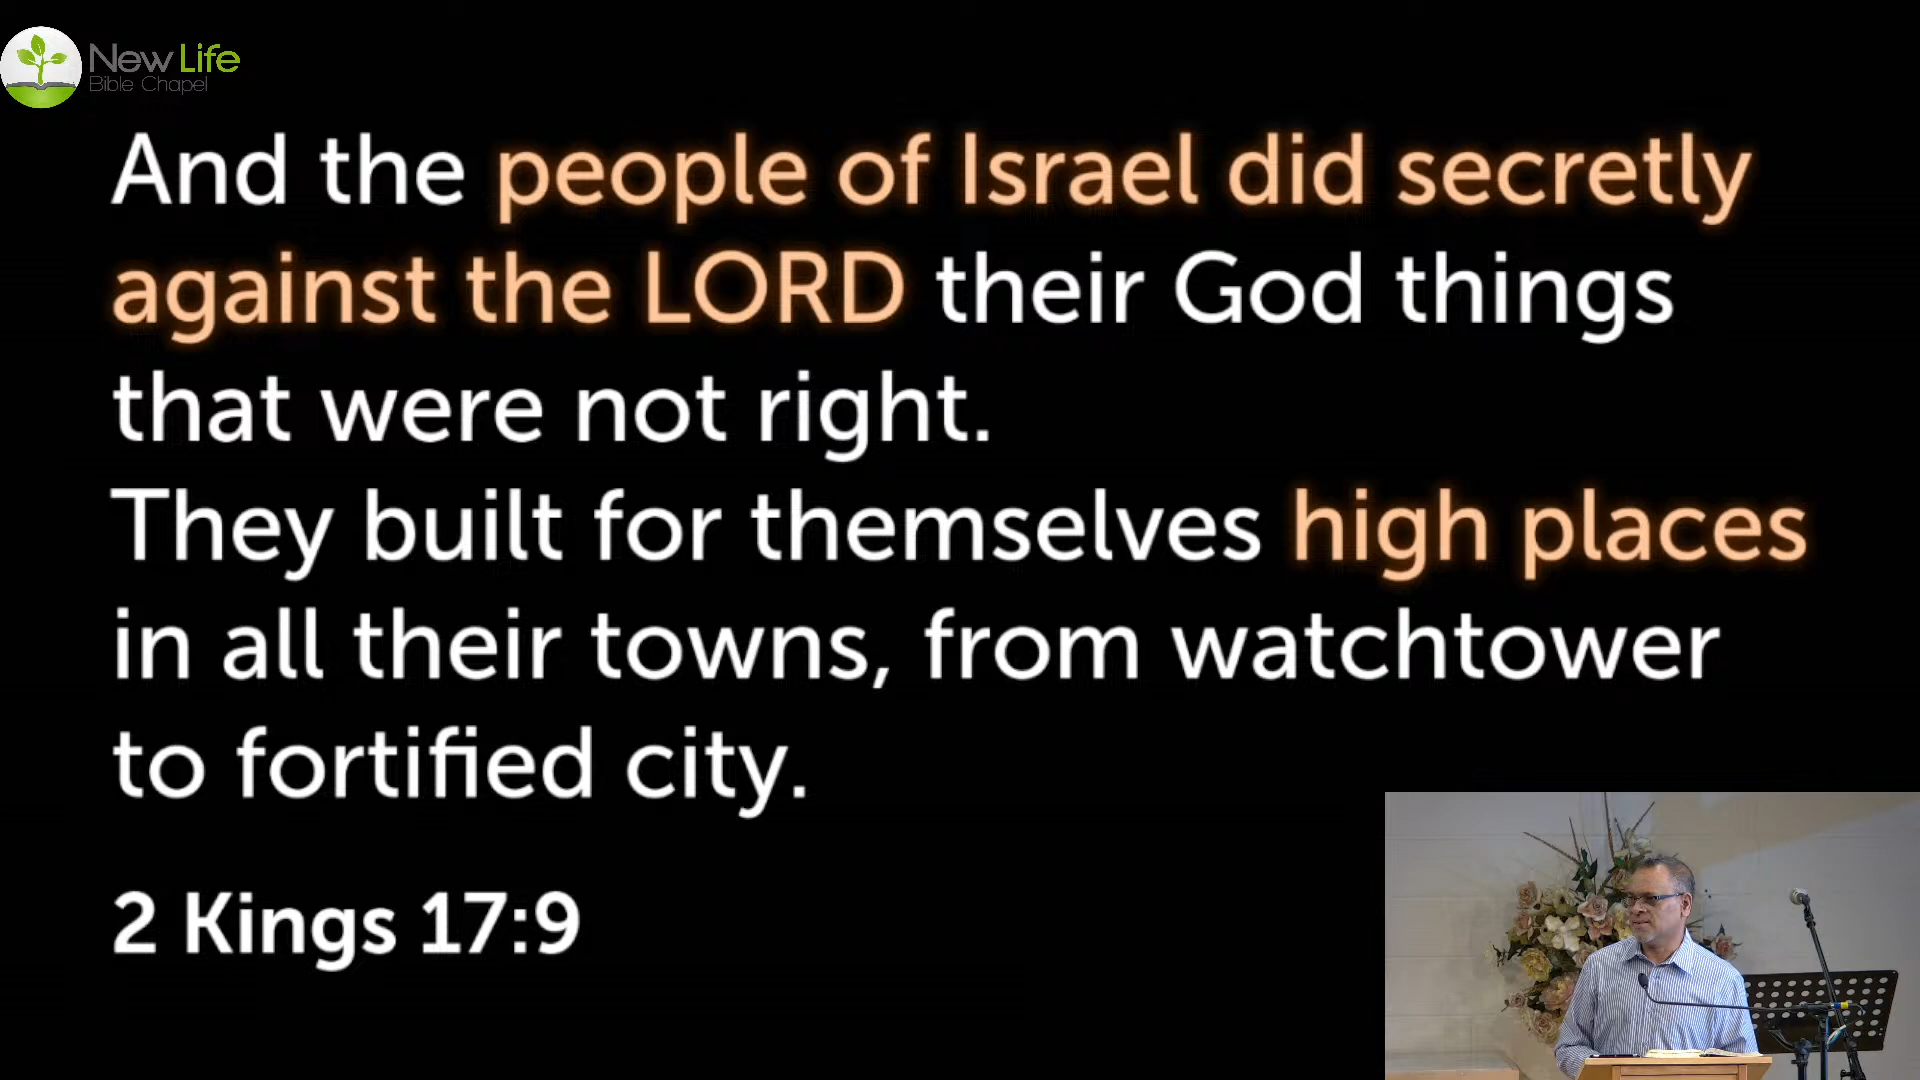 New Life
Bible Chapel
And the people of Israel did secretly
against the LORD their God things
that were not right.
They built for themselves high places
in all their towns, from watchtower
to fortified city.
2 Kings 17:9